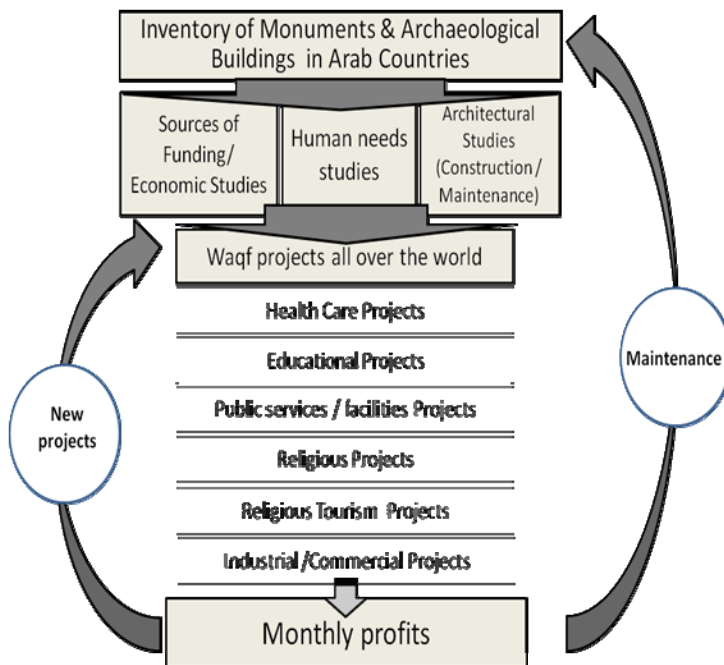 Inventory of Monuments & Archaeological
Buildings in Arab Countries
Sources of
Funding/
Economic Studies
Human needs
studies
Architectural
Studies
(Construction /
Maintenance)
Waqf projects all over the world
Health Care Projects
Educational Projects
Public services / facilities Projects
Religious Projects
Religious Tourism Projects
Industrial /Commercial Projects
Monthly profits
New
projects
Maintenance